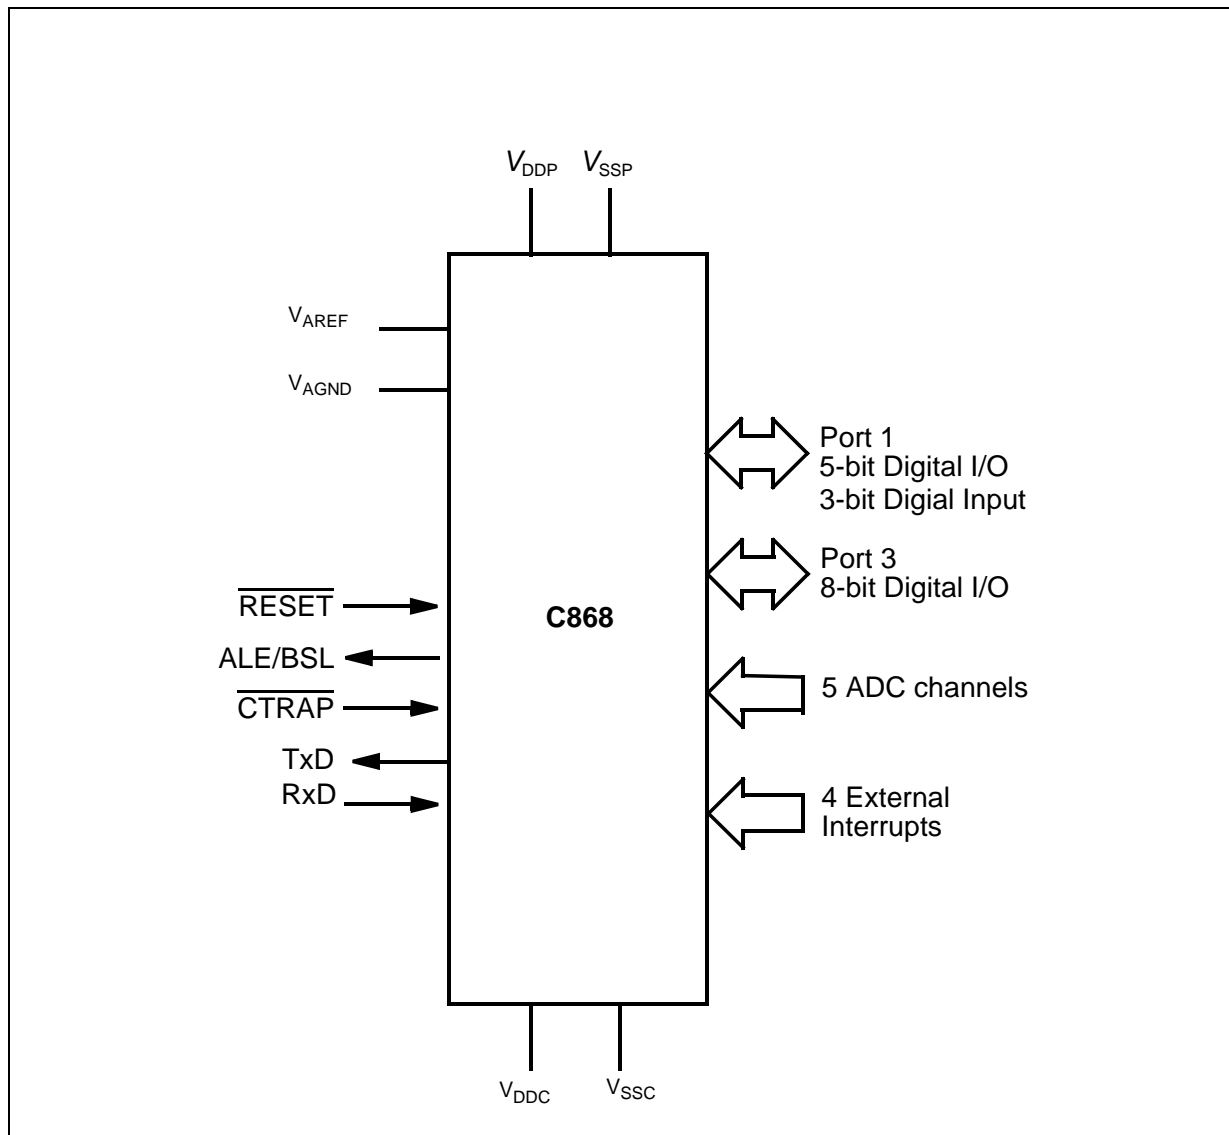 VDDP VSSP
VAREF
VAGND
Port 1
5-bit Digital I/O
3-bit Digial Input
Port 3
8-bit Digital I/O
RESET
C868
ALE/BSL
5 ADC channels
CTRAP
TxD
RxD
4 External
Interrupts
VDDC VSSC